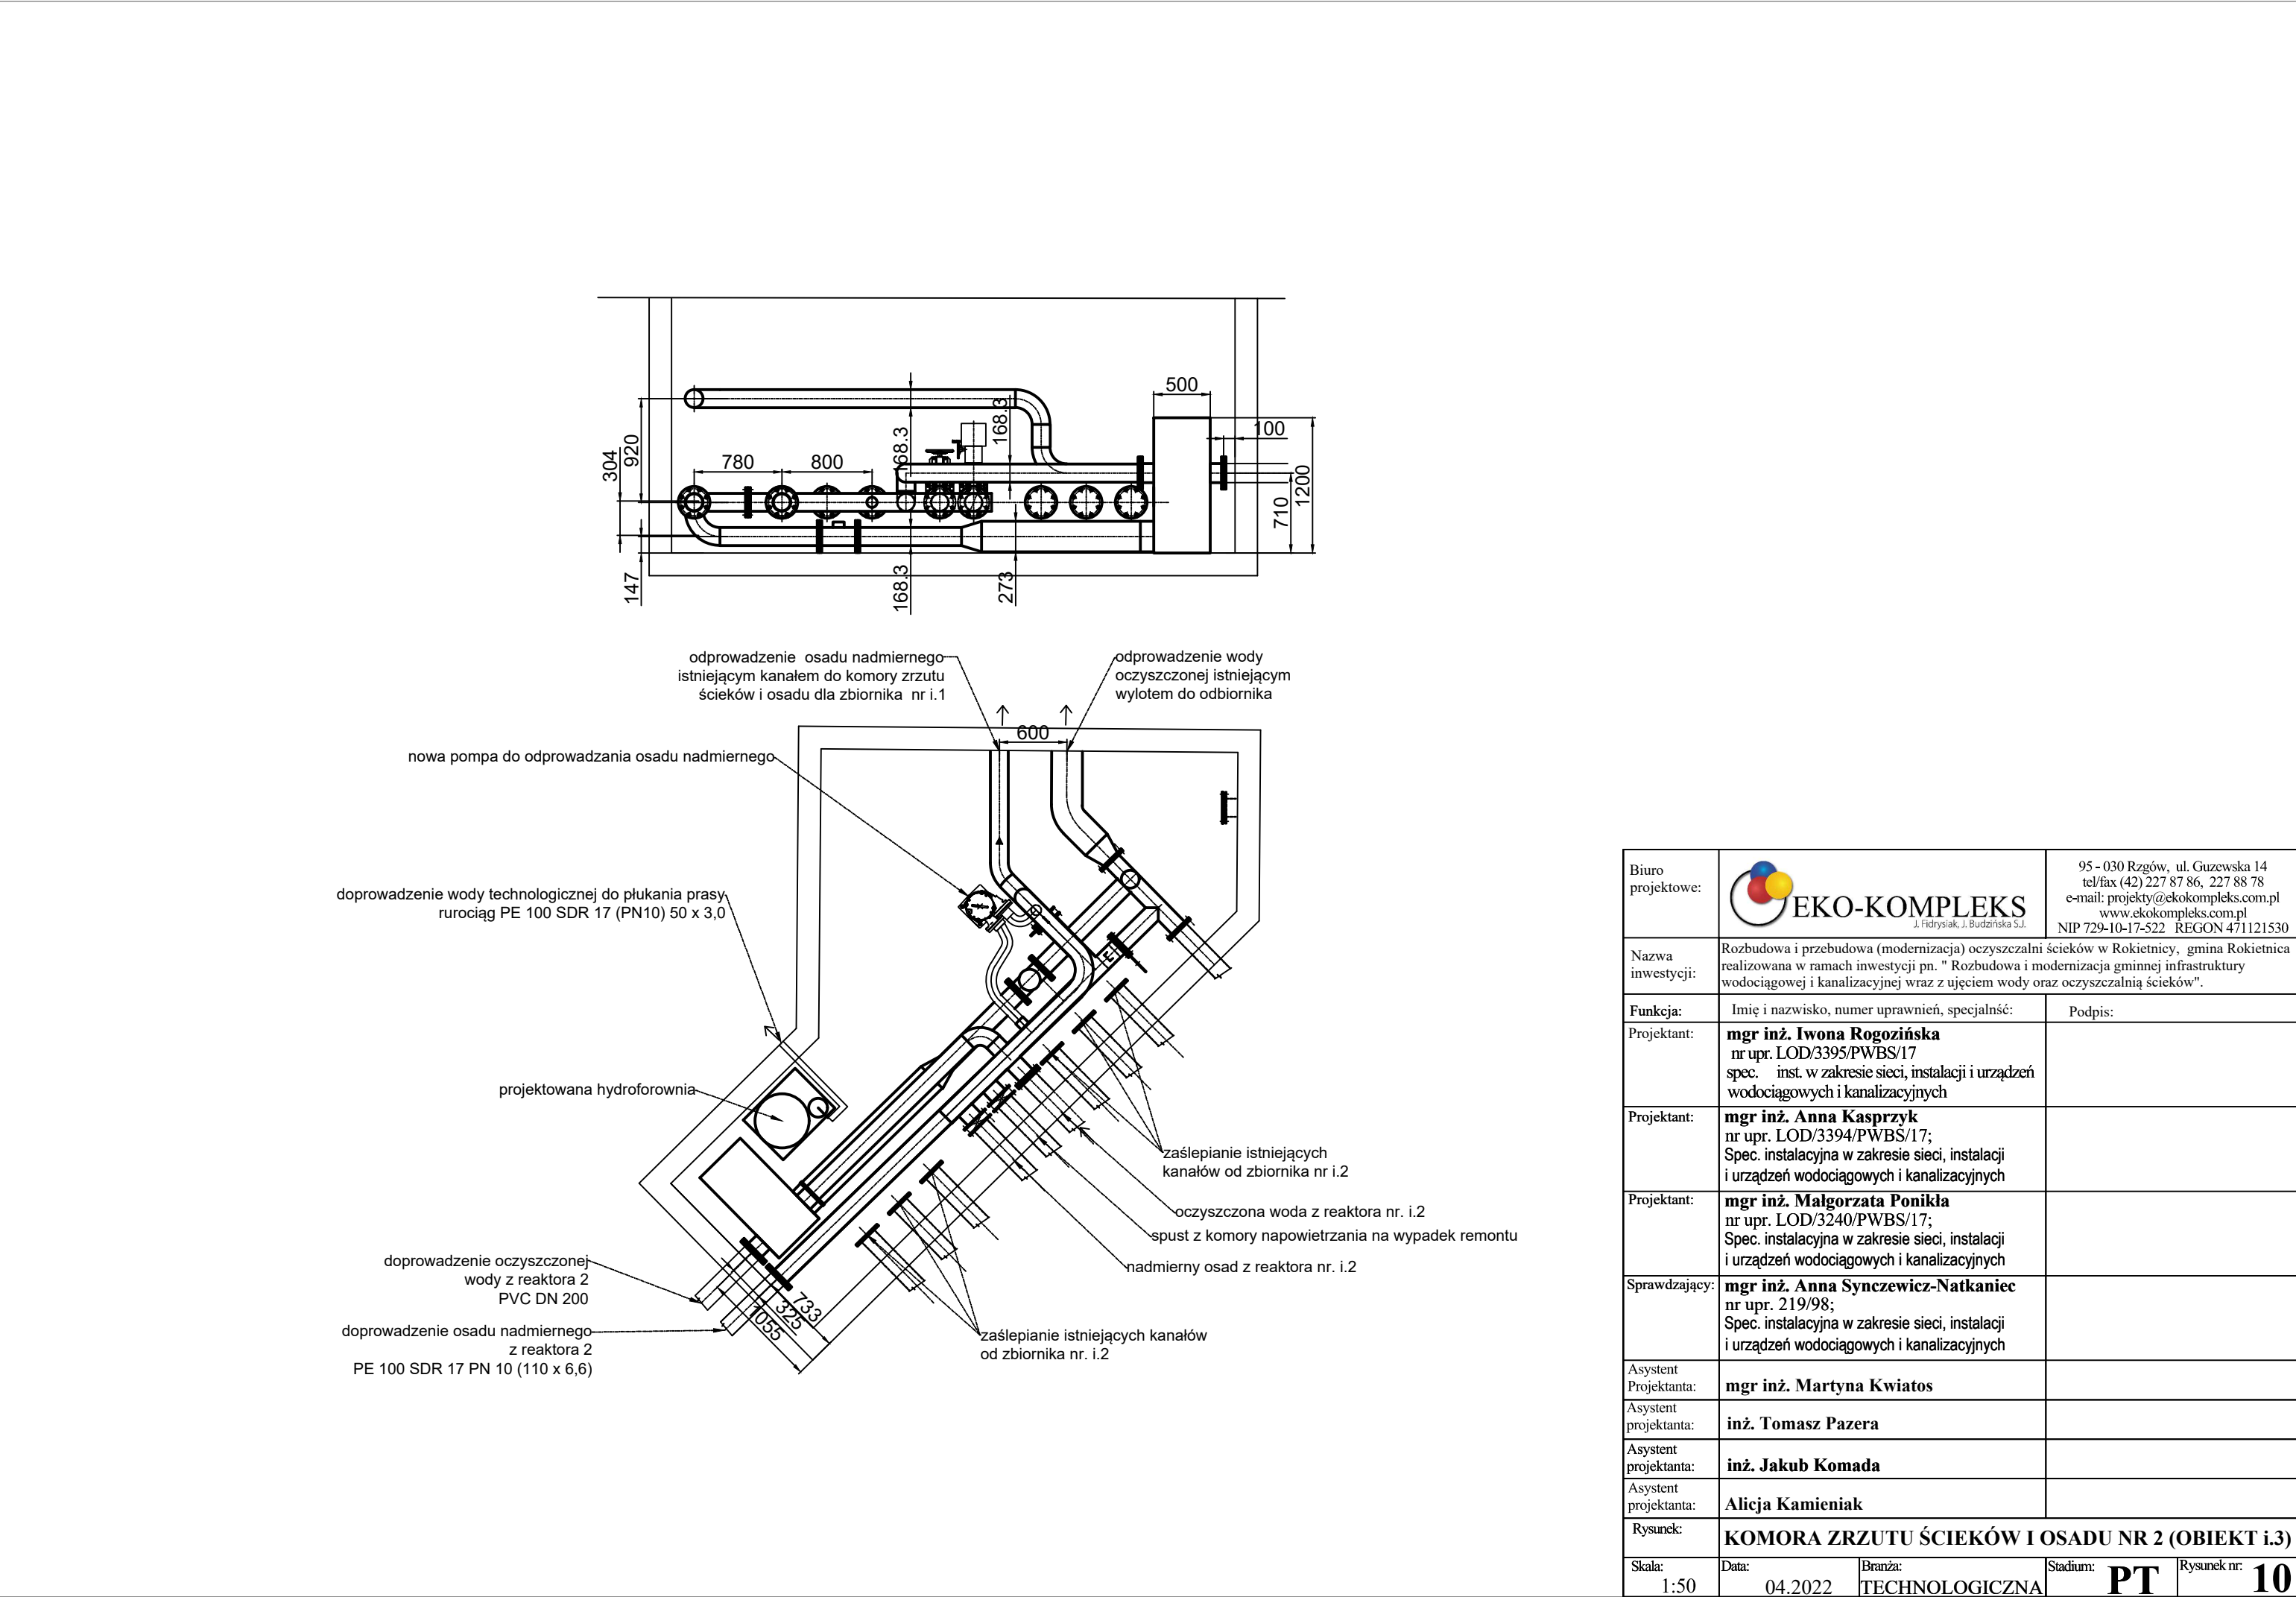 500
100
168.3
168.3
920
304
780
800
1200
710
147
168.3
273
odprowadzenie osadu nadmiernego
istniejącym kanałem do komory zrzutu
ścieków i osadu dla zbiornika nr i.1
odprowadzenie wody
oczyszczonej istniejącym
wylotem do odbiornika
600
nowa pompa do odprowadzania osadu nadmiernego
doprowadzenie wody technologicznej do płukania prasy
rurociąg PE 100 SDR 17 (PN10) 50 x 3,0
projektowana hydroforownia
zaślepianie istniejących
kanałów od zbiornika nr i.2
oczyszczona woda z reaktora nr. i.2
spust z komory napowietrzania na wypadek remontu
nadmierny osad z reaktora nr. i.2
doprowadzenie oczyszczonej
wody z reaktora 2
PVC DN 200
733
325
1055
doprowadzenie osadu nadmiernego
z reaktora 2
PE 100 SDR 17 PN 10 (110 x 6,6)
zaślepianie istniejących kanałów
od zbiornika nr. i.2
Biuro
projektowe:
EKO-KOMPLEKS
J. Fidrysiak, J. Budzińska S.J.
95 - 030 Rzgów, ul. Guzewska 14
tel/fax (42) 227 87 86, 227 88 78
e-mail: projekty@ekokompleks.com.pl
www.ekokompleks.com.pl
NIP 729-10-17-522 REGON 471121530
Nazwa
inwestycji:
Rozbudowa i przebudowa (modernizacja) oczyszczalni ścieków w Rokietnicy, gmina Rokietnica
realizowana w ramach inwestycji pn. " Rozbudowa i modernizacja gminnej infrastruktury
wodociągowej i kanalizacyjnej wraz z ujęciem wody oraz oczyszczalnią ścieków".
Funkcja:
Imię i nazwisko, numer uprawnień, specjalnść:
Podpis:
Projektant:
mgr inż. Iwona Rogozińska
nr upr. LOD/3395/PWBS/17
spec. inst. w zakresie sieci, instalacji i urządzeń
wodociągowych i kanalizacyjnych
Projektant:
mgr inż. Anna Kasprzyk
nr upr. LOD/3394/PWBS/17;
Spec. instalacyjna w zakresie sieci, instalacji
i urządzeń wodociągowych i kanalizacyjnych
Projektant:
mgr inż. Małgorzata Ponikła
nr upr. LOD/3240/PWBS/17;
Spec. instalacyjna w zakresie sieci, instalacji
i urządzeń wodociągowych i kanalizacyjnych
Sprawdzający:
mgr inż. Anna Synczewicz-Natkaniec
nr upr. 219/98;
Spec. instalacyjna w zakresie sieci, instalacji
i urządzeń wodociągowych i kanalizacyjnych
Asystent
Projektanta:
mgr inż. Martyna Kwiatos
Asystent
projektanta:
inż. Tomasz Pazera
Asystent
projektanta:
inż. Jakub Komada
Asystent
projektanta:
Alicja Kamieniak
Rysunek:
KOMORA ZRZUTU ŚCIEKÓW I OSADU NR 2 (OBIEKT i.3)
Skala:
1:50
Data:
04.2022
Branża:
TECHNOLOGICZNA
Stadium:
PT
Rysunek nr:
10